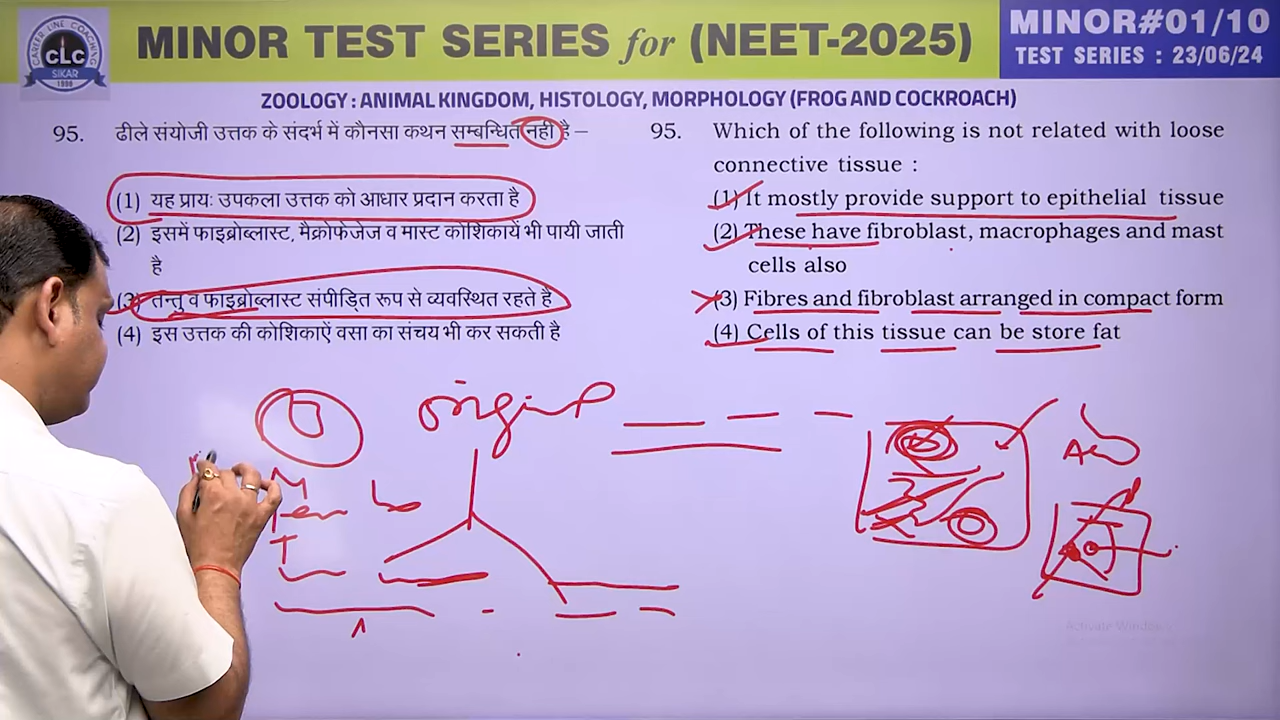 CAREER LINE COACHING
CLC
SIKAR
1996
MINOR TEST SERIES for (NEET-2025)
MINOR#01/10
TEST SERIES : 23/06/24
ZOOLOGY : ANIMAL KINGDOM, HISTOLOGY, MORPHOLOGY (FROG AND COCKROACH)
95. ढीले संयोजी उत्तक के संदर्भ में कौनसा कथन सम्बन्धित नही है –
(1) यह प्रायः उपकला उत्तक को आधार प्रदान करता है
(2) इसमें फाइब्रोब्लास्ट, मैक्रोफेजेज व मास्ट कोशिकायें भी पायी जाती
है
(3) तन्तु व फाइब्रोब्लास्ट संपीड़ित रूप से व्यवस्थित रहते है
(4) इस उत्तक की कोशिकाऐं वसा का संचय भी कर सकती है
95. Which of the following is not related with loose
connective tissue :
(1) It mostly provide support to epithelial tissue
(2) These have fibroblast, macrophages and mast
cells also
(3) Fibres and fibroblast arranged in compact form
(4) Cells of this tissue can be store fat
origin
Activate Windows